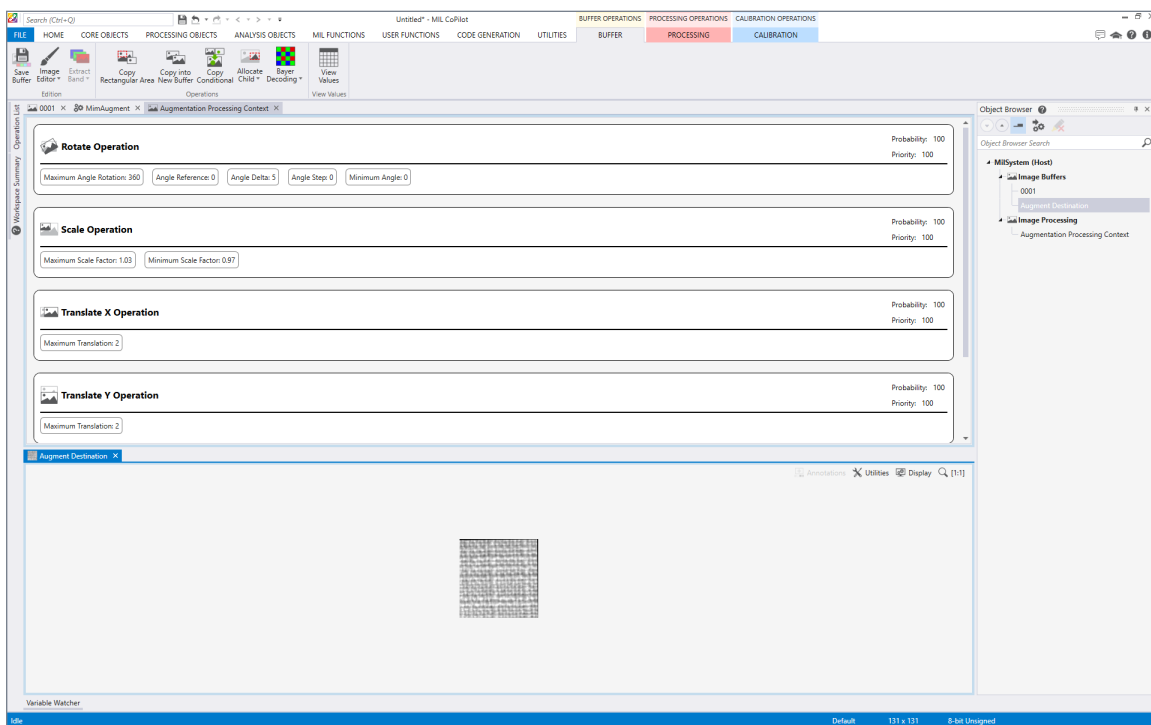 Search (Ctrl+Q)
Untitled* - MIL CoPilot
BUFFER OPERATIONS PROCESSING OPERATIONS CALIBRATION OPERATIONS
FILE HOME CORE OBJECTS PROCESSING OBJECTS ANALYSIS OBJECTS MIL FUNCTIONS USER FUNCTIONS CODE GENERATION UTILITIES BUFFER PROCESSING CALIBRATION
Save Buffer
Image Editor
Extract Band
Copy Rectangular Area
Copy into New Buffer
Copy Conditional
Allocate Child
Bayer Decoding
View Values
Edition Operations View Values
Operation List
Workspace Summary
0001 MimAugment Augmentation Processing Context
Rotate Operation
Probability: 100
Priority: 100
Maximum Angle Rotation: 360 Angle Reference: 0 Angle Delta: 5 Angle Step: 0 Minimum Angle: 0
Scale Operation
Probability: 100
Priority: 100
Maximum Scale Factor: 1.03 Minimum Scale Factor: 0.97
Translate X Operation
Probability: 100
Priority: 100
Maximum Translation: 2
Translate Y Operation
Probability: 100
Priority: 100
Maximum Translation: 2
Augment Destination
Annotations Utilities Display [1:1]
Object Browser
Object Browser Search
MilSystem (Host)
Image Buffers
0001
Augment Destination
Image Processing
Augmentation Processing Context
Variable Watcher
Idle Default 131 x 131 8-bit Unsigned